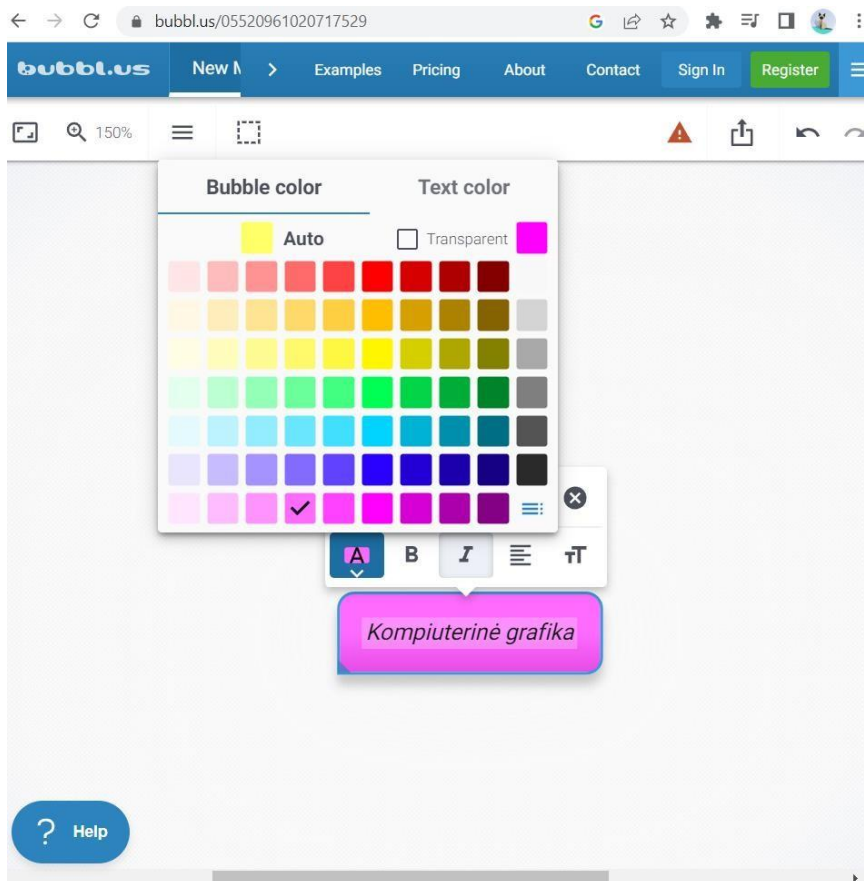 bubbl.us/05520961020717529
bubbl.us New M Examples Pricing About Contact Sign In Register
150%
Bubble color Text color
Auto Transparent
A B I T
Kompiuterinė grafika
? Help